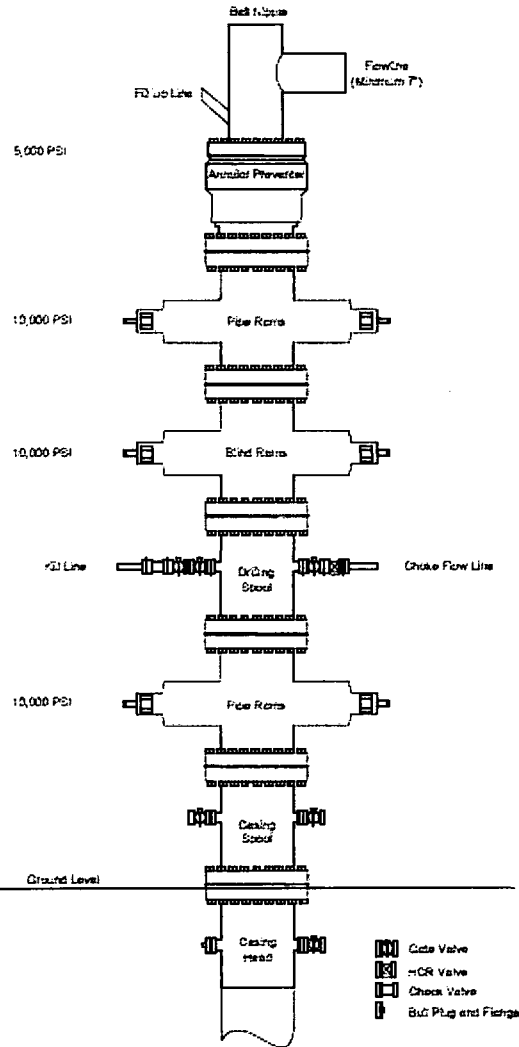 Bell Nipple
Flowline
(Minimum 7")
Fill Up Line
5,000 PSI
Annular Preventer
10,000 PSI
Pipe Rams
10,000 PSI
Blind Rams
Kill Line
Drilling
Spool
Choke Flow Line
10,000 PSI
Pipe Rams
Casing
Spool
Ground Level
Casing
Head
Gate Valve
HCR Valve
Check Valve
Bull Plug and Flange